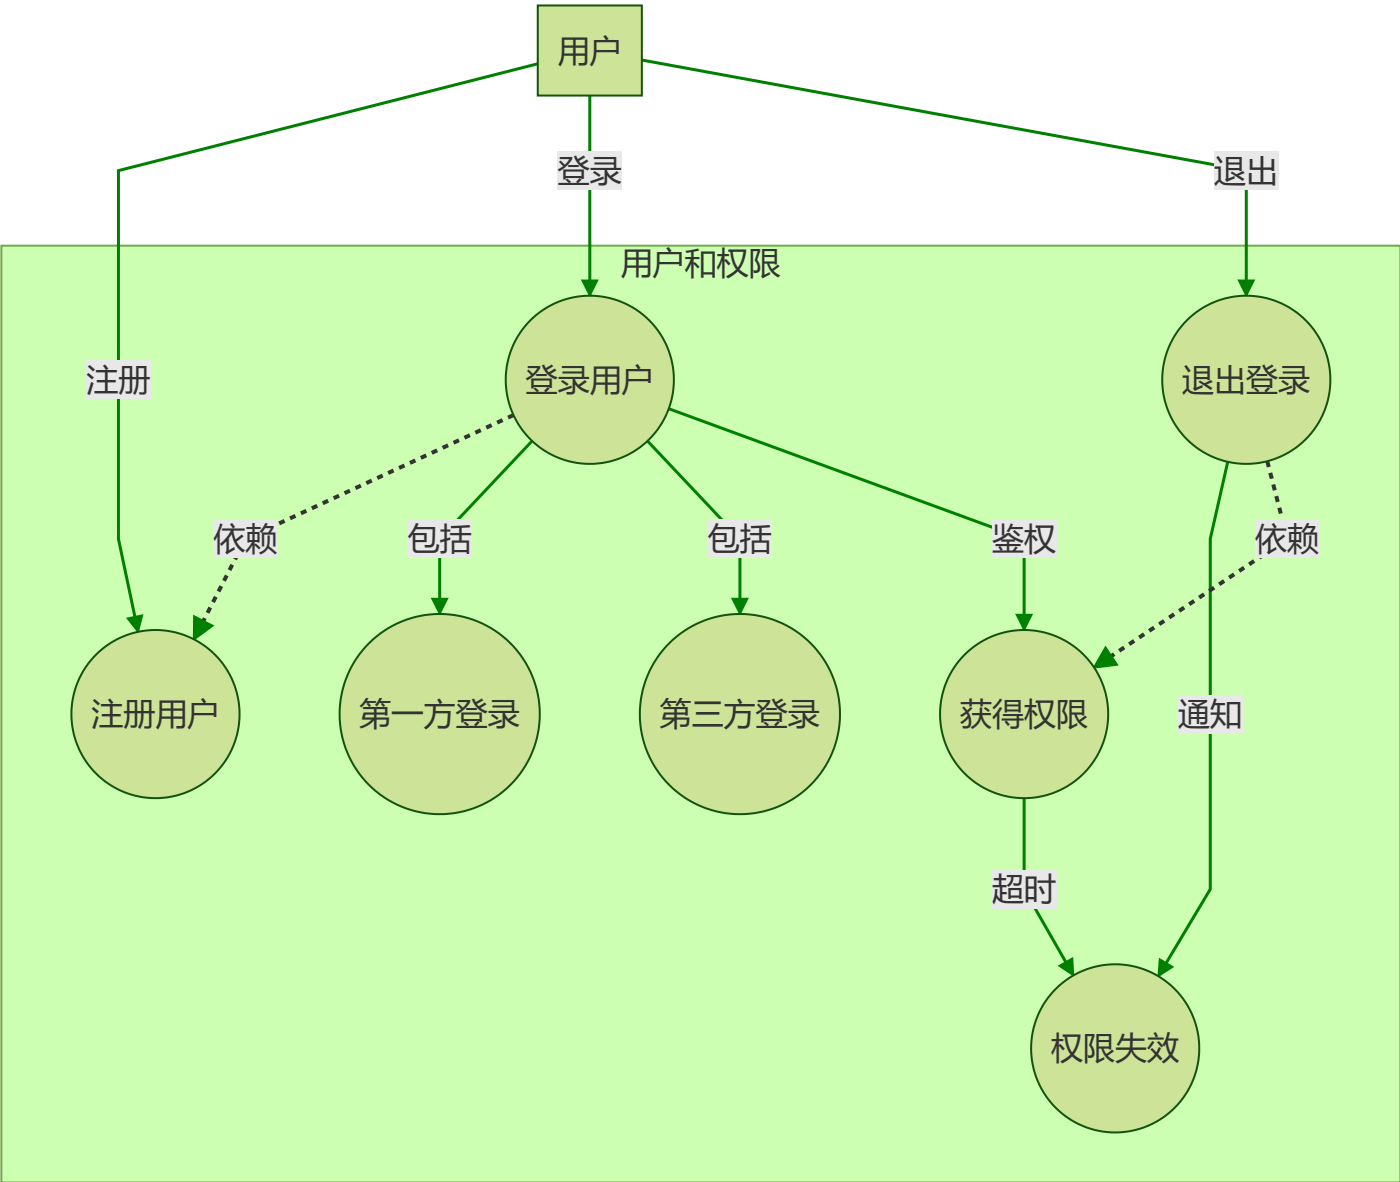 用户
登录
退出
用户和权限
注册
登录用户
退出登录
依赖
包括
包括
鉴权
依赖
注册用户
第一方登录
第三方登录
获得权限
通知
超时
权限失效